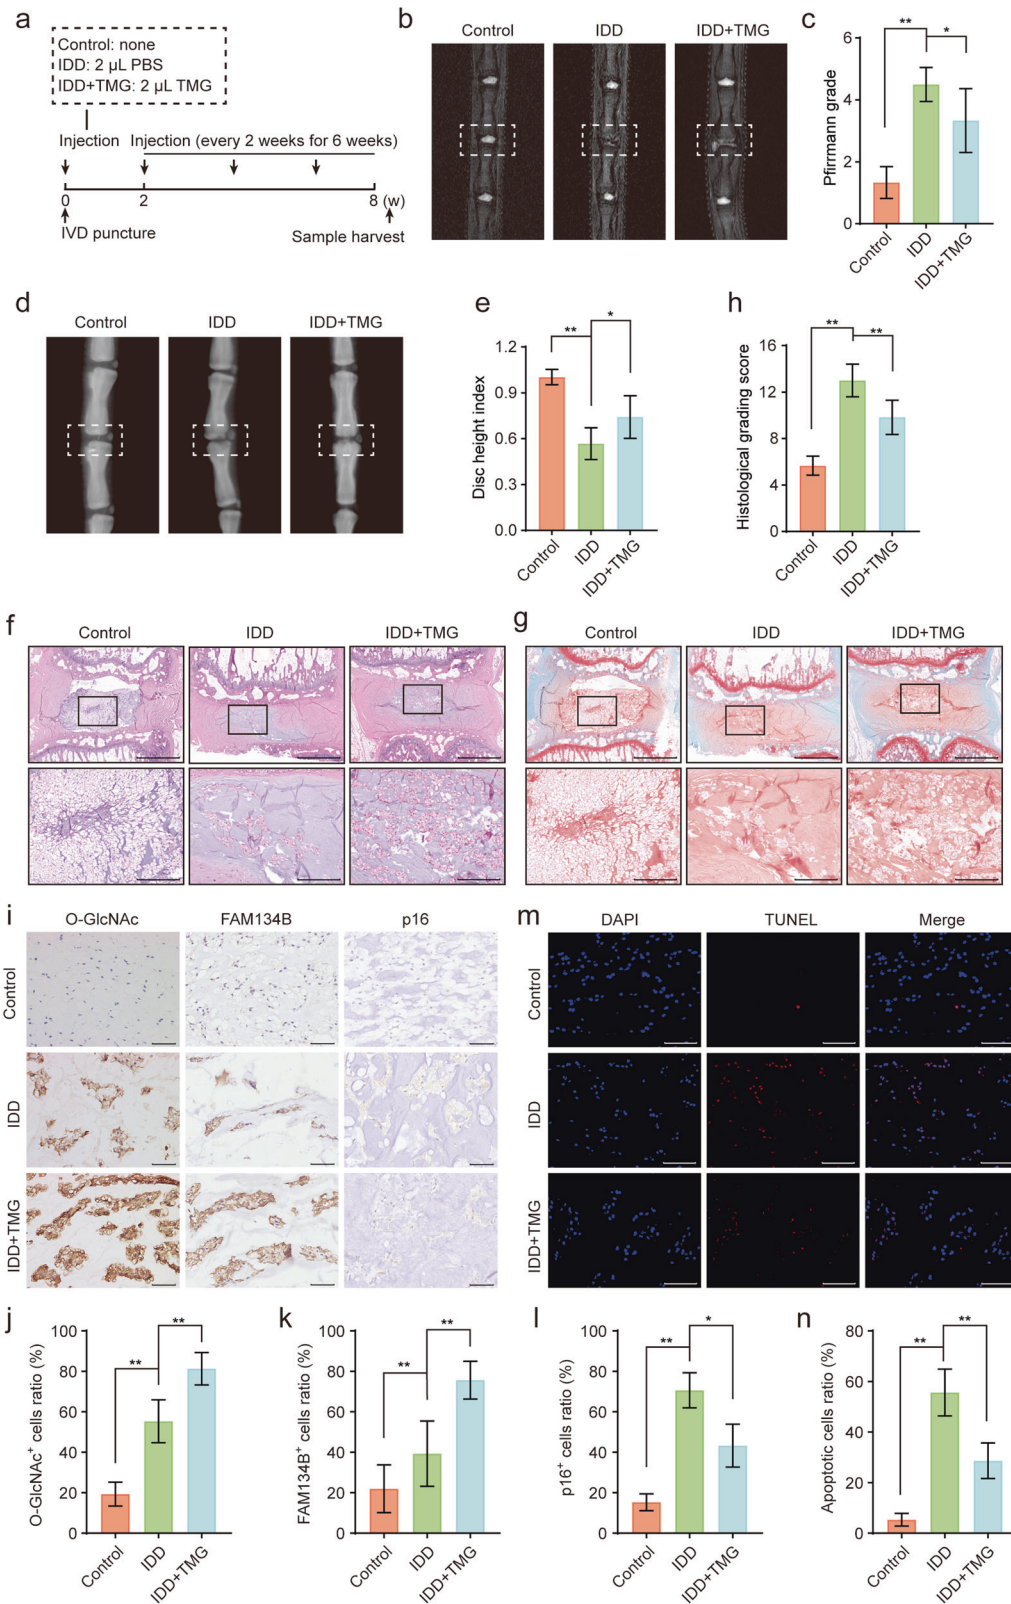 a
Control: none
IDD: 2 µL PBS
IDD+TMG: 2 µL TMG
Injection
Injection (every 2 weeks for 6 weeks)
0
2
8 (w)
IVD puncture
Sample harvest
b
Control
IDD
IDD+TMG
c
Pfirrmann grade
6
4
2
0
**
*
Control
IDD
IDD+TMG
d
Control
IDD
IDD+TMG
e
Disc height index
1.2
0.9
0.6
0.3
0.0
**
*
Control
IDD
IDD+TMG
h
Histological grading score
16
12
8
4
0
**
**
Control
IDD
IDD+TMG
f
Control
IDD
IDD+TMG
g
Control
IDD
IDD+TMG
i
O-GlcNAc
FAM134B
p16
Control
IDD
IDD+TMG
m
DAPI
TUNEL
Merge
Control
IDD
IDD+TMG
j
O-GlcNAc⁺ cells ratio (%)
100
80
60
40
20
0
**
**
Control
IDD
IDD+TMG
k
FAM134B⁺ cells ratio (%)
100
80
60
40
20
0
**
**
Control
IDD
IDD+TMG
l
p16⁺ cells ratio (%)
100
80
60
40
20
0
**
*
Control
IDD
IDD+TMG
n
Apoptotic cells ratio (%)
80
60
40
20
0
**
**
Control
IDD
IDD+TMG